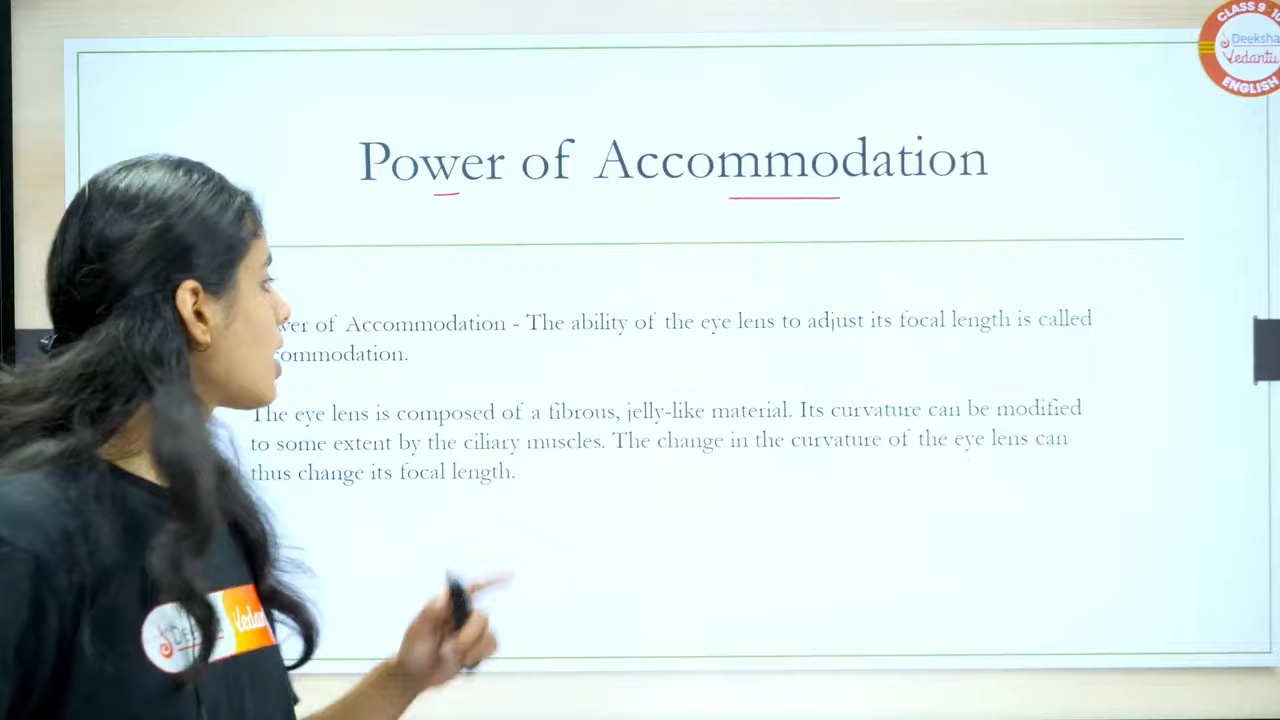 CLASS 9
Deeksha
Vedantu
ENGLISH
Power of Accommodation
of Accommodation - The ability of the eye lens to adjust its focal length is called
The eye lens is composed of a fibrous, jelly-like material. Its curvature can be modified
to some extent by the ciliary muscles. The change in the curvature of the eye lens can
thus change its focal length.